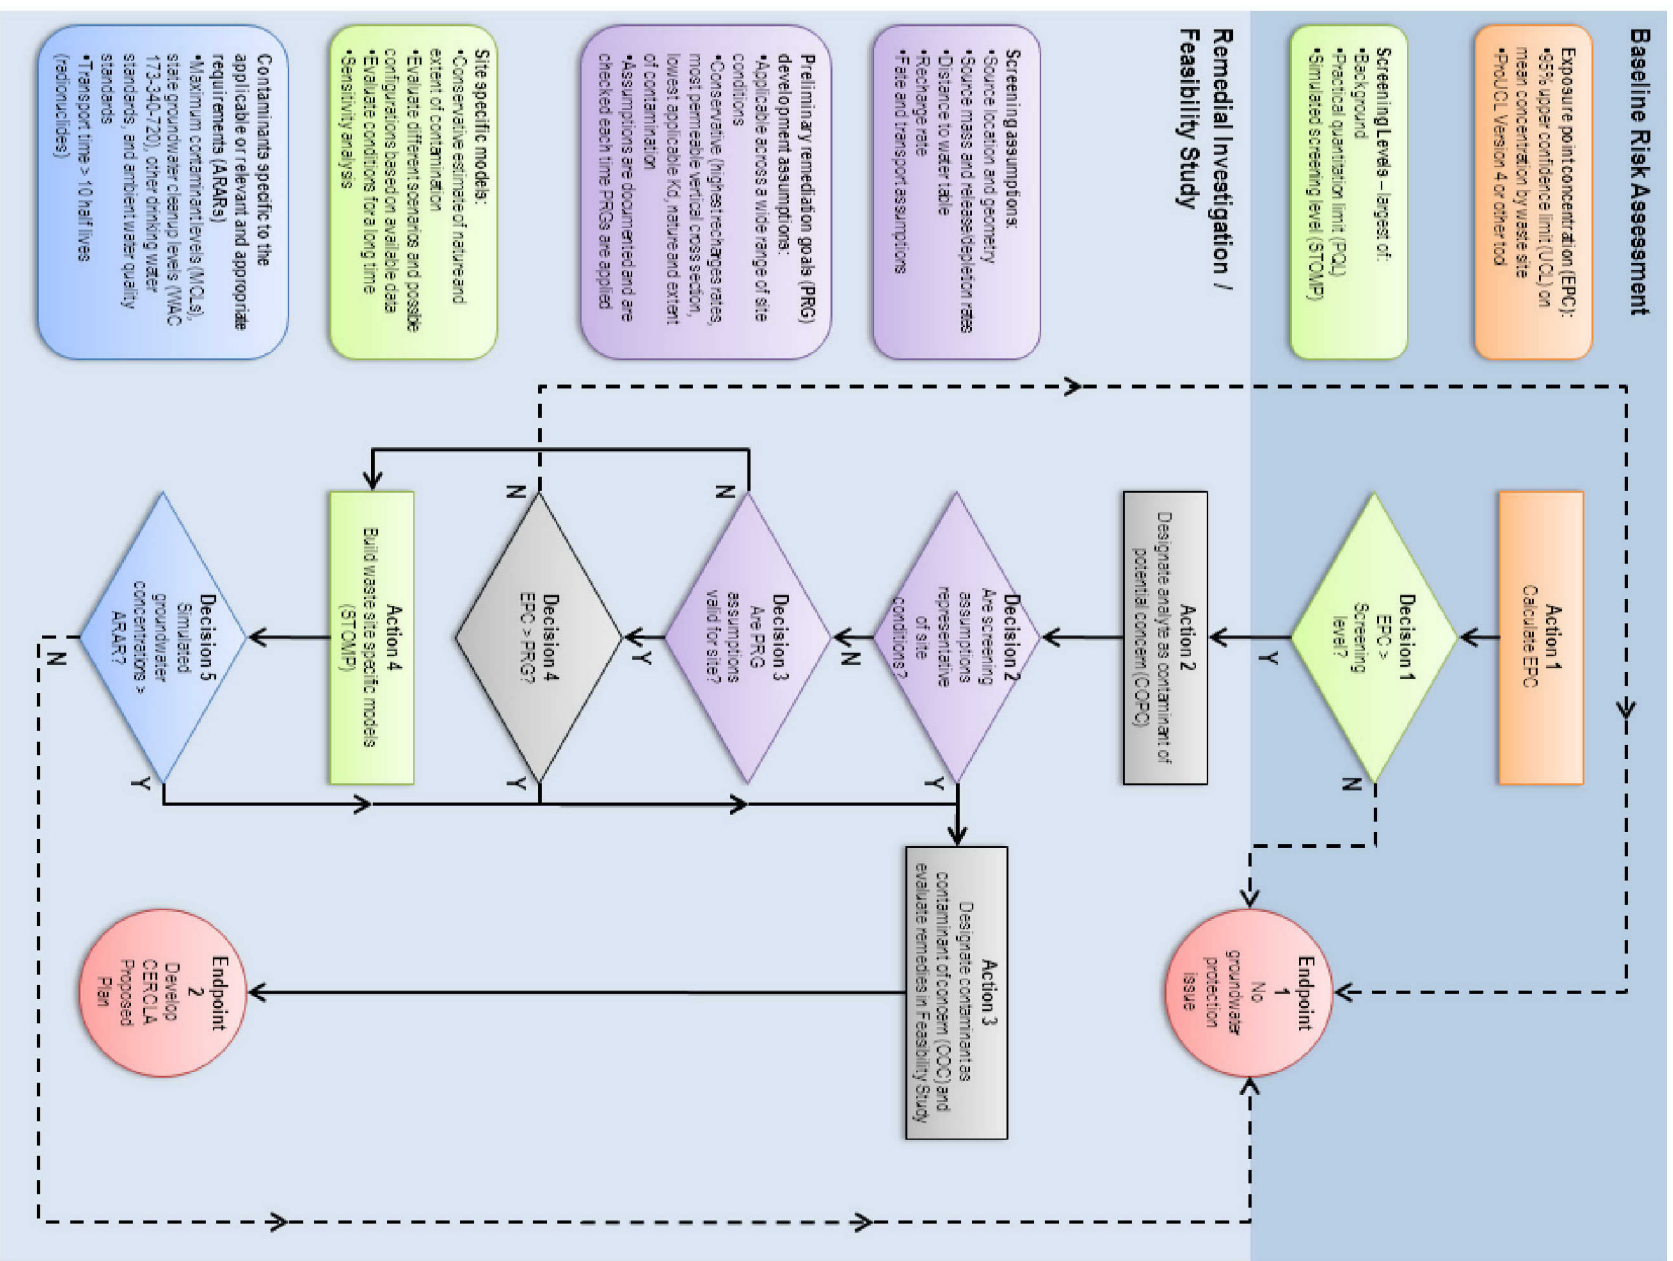 Baseline Risk Assessment
Exposure point concentration (EPC):
•95% upper confidence limit (UCL) on
mean concentration by waste site
•ProUCL Version 4 or other tool
Screening Levels – largest of:
•Background
•Practical quantitation limit (PQL)
•Simulated screening level (STOMP)
Remedial Investigation /
Feasibility Study
Screening assumptions:
•Source location and geometry
•Source mass and release/depletion rates
•Distance to water table
•Recharge rate
•Fate and transport assumptions
Preliminary remediation goals (PRG)
development assumptions:
•Applicable across a wide range of site
conditions
•Conservative (highest recharges rates,
most permeable vertical cross section,
lowest applicable Kd, nature and extent
of contamination
•Assumptions are documented and are
checked each time PRGs are applied
Site specific models:
•Conservative estimate of nature and
extent of contamination
•Evaluate different scenarios and possible
configurations based on available data
•Evaluate conditions for a long time
•Sensitivity analysis
Contaminants specific to the
applicable or relevant and appropriate
requirements (ARARs)
•Maximum contaminant levels (MCLs),
state groundwater cleanup levels (WAC
173-340-720), other drinking water
standards, and ambient water quality
standards
•Transport time > 10 half lives
(radionuclides)
Action 1
Calculate EPC
Decision 1
EPC >
Screening
level?
N
Y
Action 2
Designate analyte as contaminant of
potential concern (COPC)
Decision 2
Are screening
assumptions
representative
of site
conditions?
Y
N
Decision 3
Are PRG
assumptions
valid for site?
N
Y
Decision 4
EPC > PRG?
N
Y
Action 4
Build waste site specific models
(STOMP)
Decision 5
Simulated
groundwater
concentrations >
ARAR?
Y
N
Endpoint
1
No
groundwater
protection
issue
Action 3
Designate contaminant as
contaminant of concern (COC) and
evaluate remedies in Feasibility Study
Endpoint
2
Develop
CERCLA
Proposed
Plan